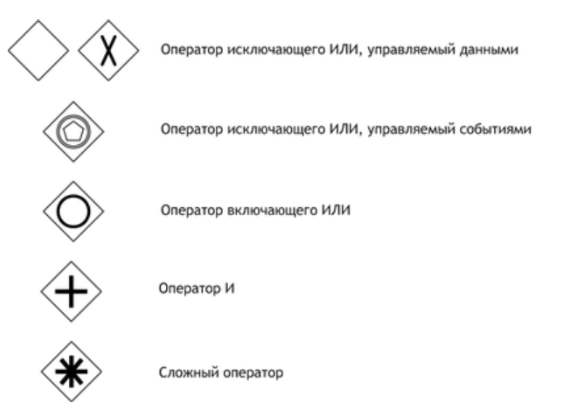 Оператор исключающего ИЛИ, управляемый данными
Оператор исключающего ИЛИ, управляемый событиями
Оператор включающего ИЛИ
Оператор И
Сложный оператор